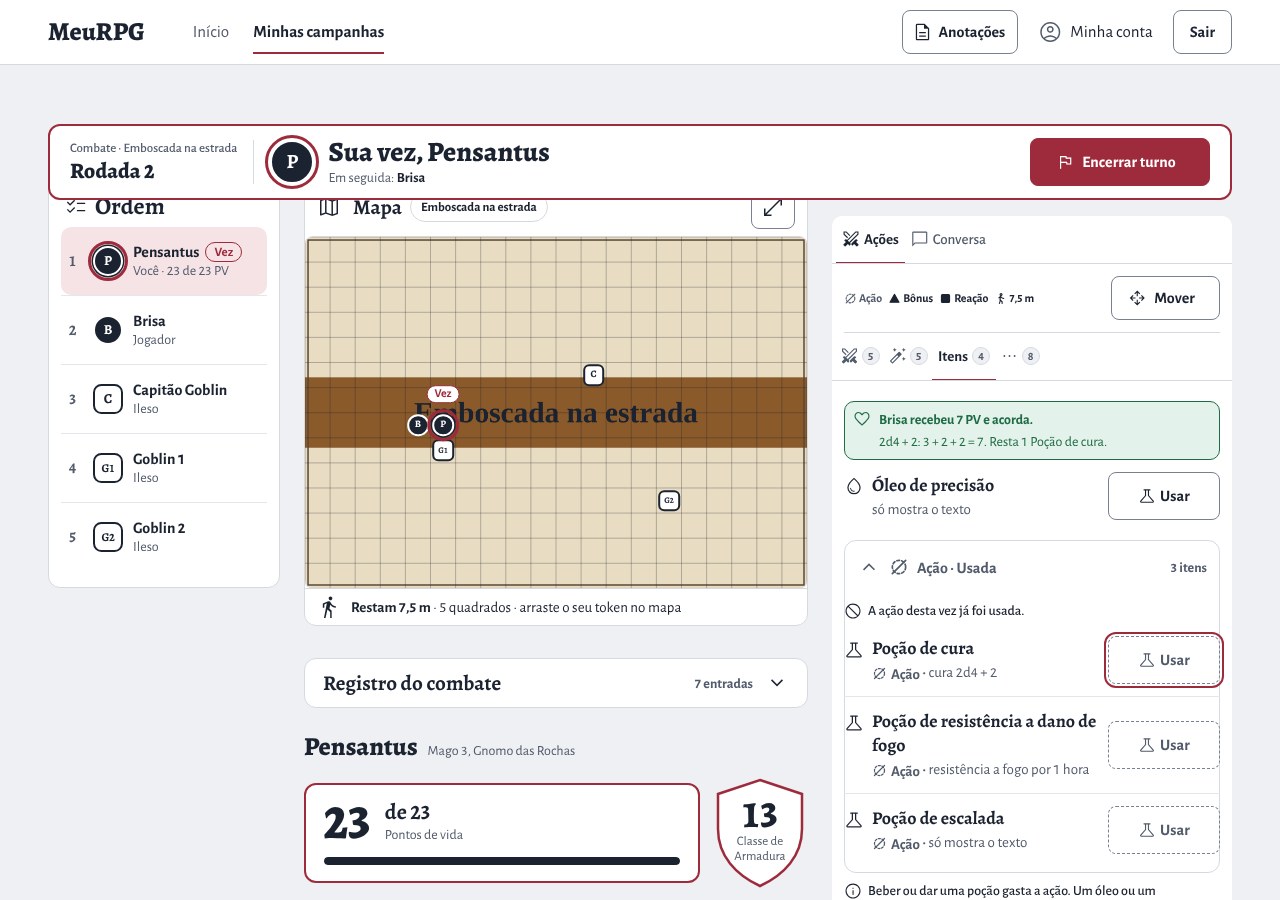 MeuRPG
Início
Minhas campanhas
Anotações
Minha conta
Sair
Combate · Emboscada na estrada
Rodada 2
P
Sua vez, Pensantus
Em seguida: Brisa
Encerrar turno
Ordem
1
P
Pensantus
Vez
Você · 23 de 23 PV
2
B
Brisa
Jogador
3
C
Capitão Goblin
Ileso
4
G1
Goblin 1
Ileso
5
G2
Goblin 2
Ileso
Mapa
Emboscada na estrada
C
Vez
Emboscada na estrada
B
P
G1
G2
Restam 7,5 m · 5 quadrados · arraste o seu token no mapa
Registro do combate
7 entradas
Pensantus
Mago 3, Gnomo das Rochas
23
de 23
Pontos de vida
13
Classe de
Armadura
Ações
Conversa
Ação
Bônus
Reação
7,5 m
Mover
5
5
Itens
4
8
Brisa recebeu 7 PV e acorda.
2d4 + 2: 3 + 2 + 2 = 7. Resta 1 Poção de cura.
Óleo de precisão
só mostra o texto
Usar
Ação · Usada
3 itens
A ação desta vez já foi usada.
Poção de cura
Ação · cura 2d4 + 2
Usar
Poção de resistência a dano de
fogo
Ação · resistência a fogo por 1 hora
Usar
Poção de escalada
Ação · só mostra o texto
Usar
Beber ou dar uma poção gasta a ação. Um óleo ou um